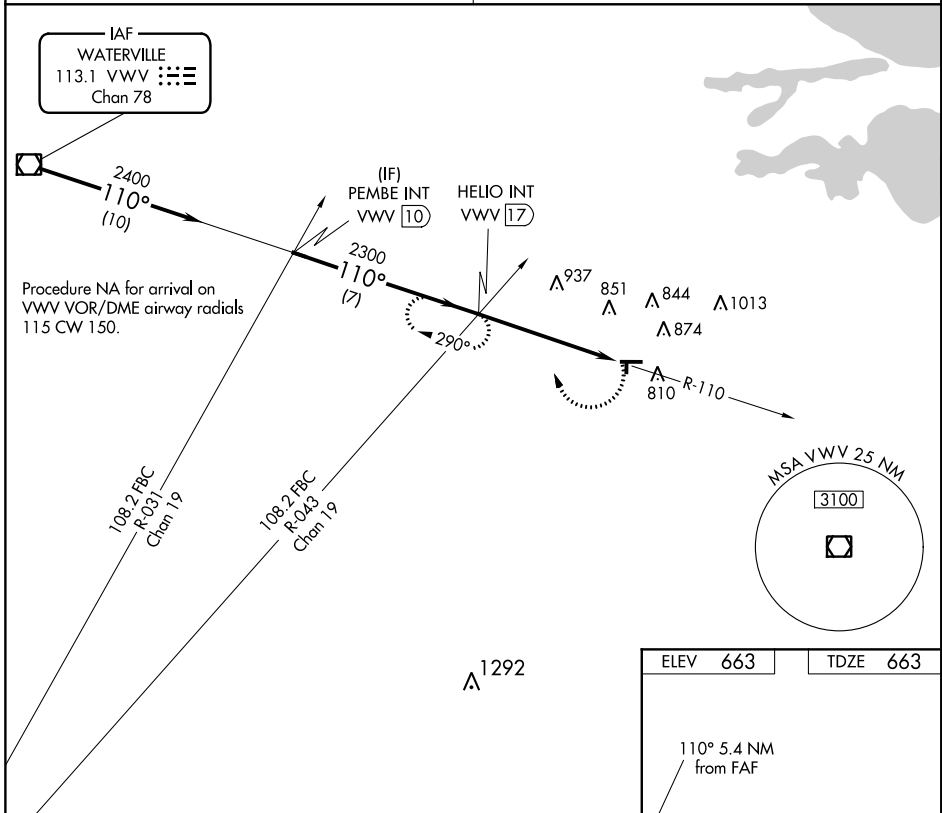 IAF
WATERVILLE
113.1 VWV
Chan 78
2400
110°
(10)
(IF)
PEMBE INT
VWV 10
HELIO INT
VWV 17
2300
110°
(7)
Procedure NA for arrival on
VWV VOR/DME airway radials
115 CW 150.
937
851
844
1013
874
290°
810
R-110
108.2 FBC
R-031
Chan 19
108.2 FBC
R-043
Chan 19
MSA VWV 25 NM
3100
1292
ELEV 663
TDZE 663
110° 5.4 NM
from FAF